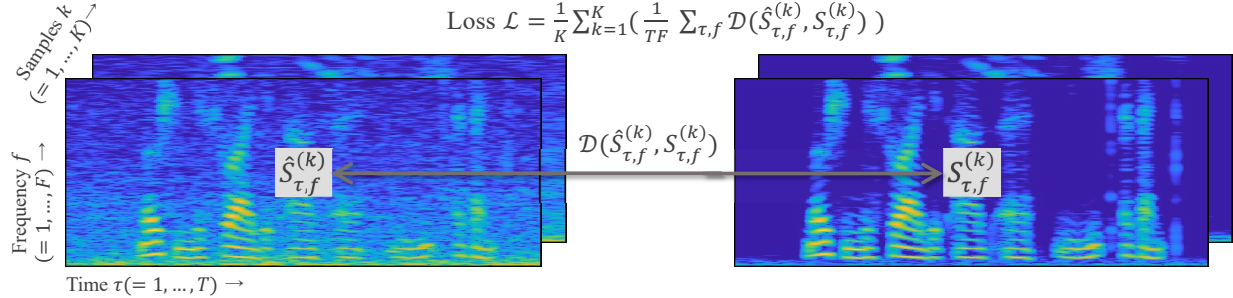 Loss ℒ = 1/K ∑_{k=1}^{K}( 1/TF ∑_{τ,f} 𝒟(Ŝ_{τ,f}^{(k)}, S_{τ,f}^{(k)}) )
Samples k
(= 1, …, K) →
Frequency f
(= 1, …, F) →
Ŝ_{τ,f}^{(k)}
𝒟(Ŝ_{τ,f}^{(k)}, S_{τ,f}^{(k)})
S_{τ,f}^{(k)}
Time τ(= 1, …, T) →